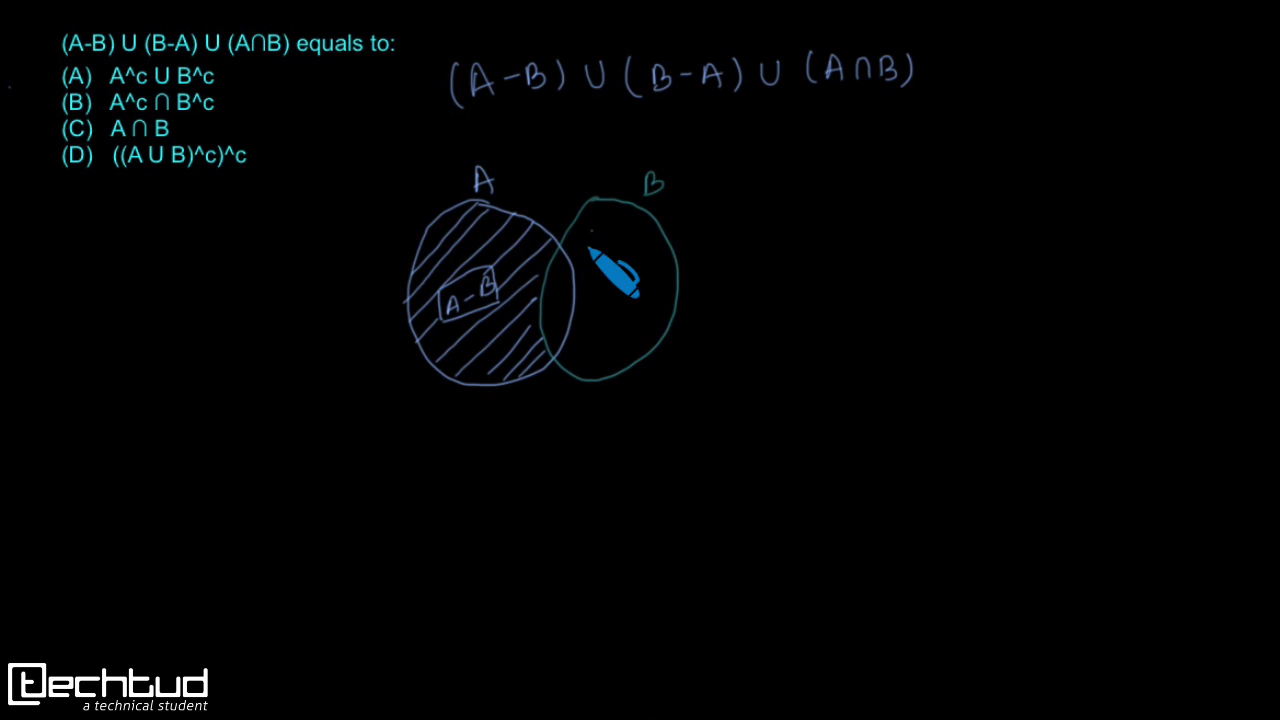 (A-B) U (B-A) U (A∩B) equals to:
(A) A^c U B^c
(B) A^c ∩ B^c
(C) A ∩ B
(D) ((A U B)^c)^c
(A-B) U (B-A) U (A∩B)
A
B
A-B
techtud
a technical student